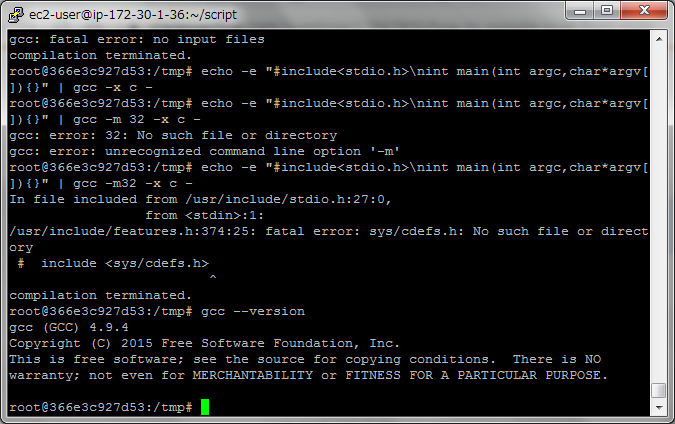 ec2-user@ip-172-30-1-36:~/script
gcc: fatal error: no input files
compilation terminated.
root@366e3c927d53:/tmp# echo -e "#include<stdio.h>\nint main(int argc,char*argv[
]){}" | gcc -x c -
root@366e3c927d53:/tmp# echo -e "#include<stdio.h>\nint main(int argc,char*argv[
]){}" | gcc -m 32 -x c -
gcc: error: 32: No such file or directory
gcc: error: unrecognized command line option '-m'
root@366e3c927d53:/tmp# echo -e "#include<stdio.h>\nint main(int argc,char*argv[
]){}" | gcc -m32 -x c -
In file included from /usr/include/stdio.h:27:0,
                 from <stdin>:1:
/usr/include/features.h:374:25: fatal error: sys/cdefs.h: No such file or direct
ory
 #  include <sys/cdefs.h>
                         ^
compilation terminated.
root@366e3c927d53:/tmp# gcc --version
gcc (GCC) 4.9.4
Copyright (C) 2015 Free Software Foundation, Inc.
This is free software; see the source for copying conditions.  There is NO
warranty; not even for MERCHANTABILITY or FITNESS FOR A PARTICULAR PURPOSE.
root@366e3c927d53:/tmp#